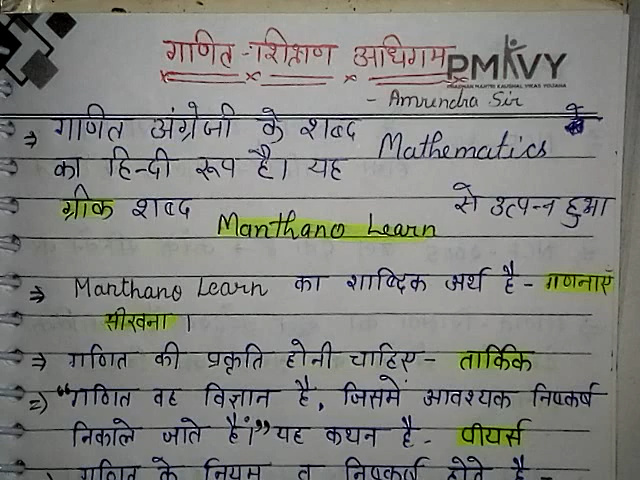 गणित-शिक्षण अधिगम
PMKVY
PRADHAN MANTRI KAUSHAL VIKAS YOJANA
- Amrendra Sir
⇒ गणित अंग्रेजी के शब्द Mathematics के
का हिन्दी रूप है। यह
ग्रीक शब्द Manthano Learn से उत्पन्न हुआ
⇒ Manthano Learn का शाब्दिक अर्थ है - गणनाएँ
सीखना ।
⇒ गणित की प्रकृति होनी चाहिए - तार्किक
⇒ "गणित वह विज्ञान है, जिसमें आवश्यक निष्कर्ष
निकाले जाते हैं।" यह कथन है - पीयर्स
गणित के नियम व निष्कर्ष होते है -